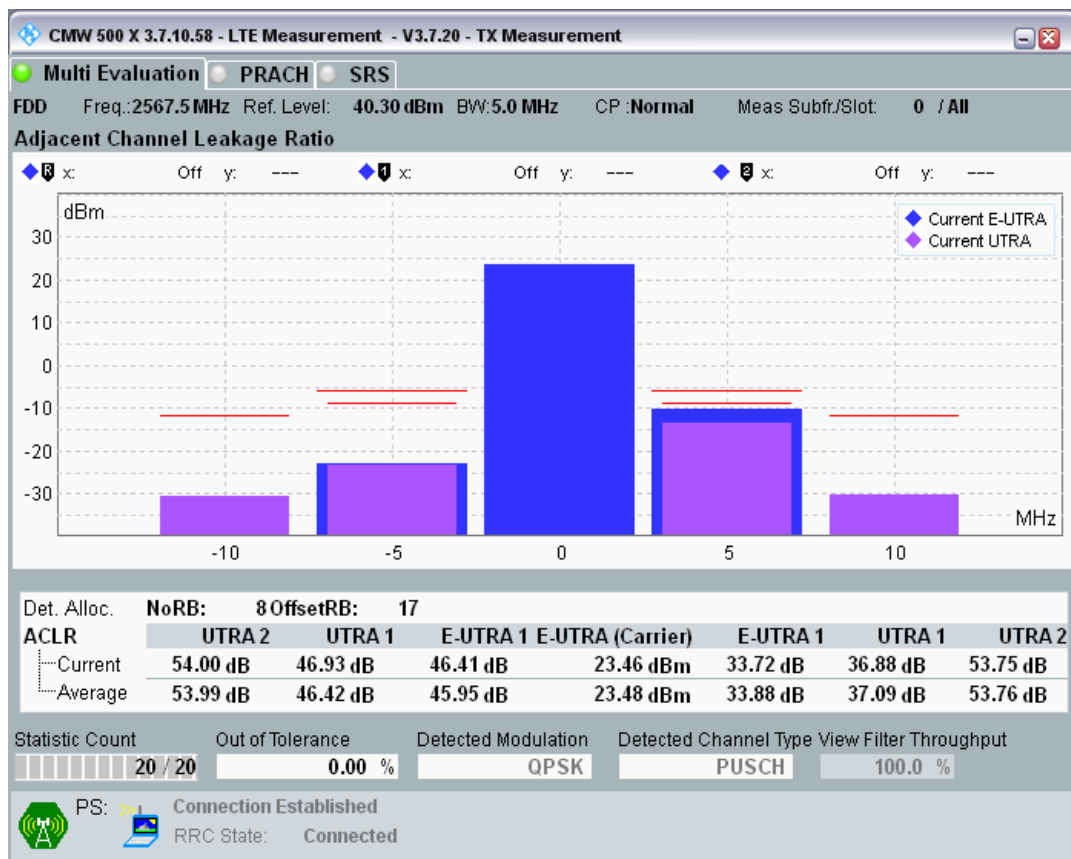 CMW 500 X 3.7.10.58 - LTE Measurement - V3.7.20 - TX Measurement
Multi Evaluation PRACH SRS
FDD Freq.:2567.5 MHz Ref. Level: 40.30 dBm BW:5.0 MHz CP :Normal Meas Subfr./Slot: 0 / All
Adjacent Channel Leakage Ratio
R x: Off y: --- 1 x: Off y: --- 2 x: Off y: ---
dBm
Current E-UTRA
Current UTRA
30
20
10
0
-10
-20
-30
MHz
-10 -5 0 5 10
Det. Alloc. NoRB: 8 OffsetRB: 17
ACLR UTRA 2 UTRA 1 E-UTRA 1 E-UTRA (Carrier) E-UTRA 1 UTRA 1 UTRA 2
Current 54.00 dB 46.93 dB 46.41 dB 23.46 dBm 33.72 dB 36.88 dB 53.75 dB
Average 53.99 dB 46.42 dB 45.95 dB 23.48 dBm 33.88 dB 37.09 dB 53.76 dB
Statistic Count Out of Tolerance Detected Modulation Detected Channel Type View Filter Throughput
20 / 20 0.00 % QPSK PUSCH 100.0 %
PS: Connection Established
RRC State: Connected